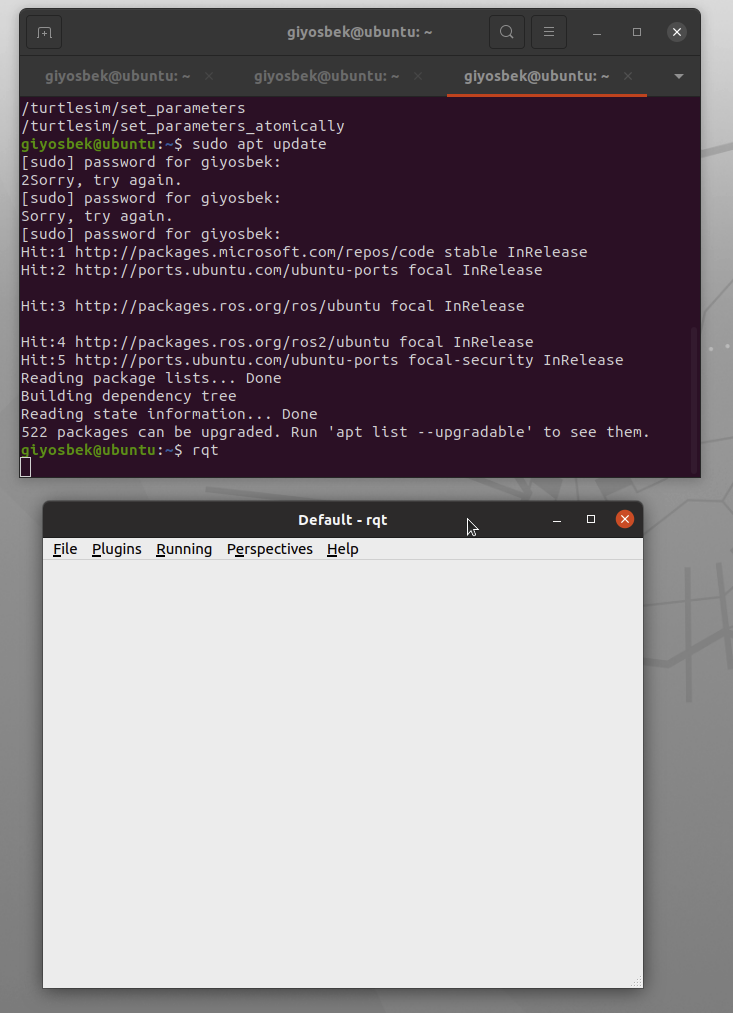 giyosbek@ubuntu: ~
giyosbek@ubuntu: ~ giyosbek@ubuntu: ~ giyosbek@ubuntu: ~
/turtlesim/set_parameters
/turtlesim/set_parameters_atomically
giyosbek@ubuntu:~$ sudo apt update
[sudo] password for giyosbek:
2Sorry, try again.
[sudo] password for giyosbek:
Sorry, try again.
[sudo] password for giyosbek:
Hit:1 http://packages.microsoft.com/repos/code stable InRelease
Hit:2 http://ports.ubuntu.com/ubuntu-ports focal InRelease
Hit:3 http://packages.ros.org/ros/ubuntu focal InRelease
Hit:4 http://packages.ros.org/ros2/ubuntu focal InRelease
Hit:5 http://ports.ubuntu.com/ubuntu-ports focal-security InRelease
Reading package lists... Done
Building dependency tree
Reading state information... Done
522 packages can be upgraded. Run 'apt list --upgradable' to see them.
giyosbek@ubuntu:~$ rqt
Default - rqt
File Plugins Running Perspectives Help